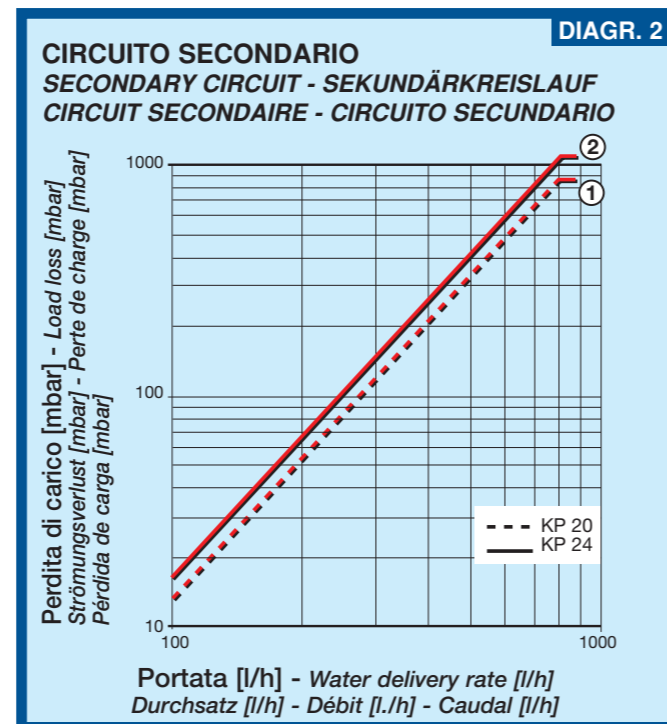 DIAGR. 2
CIRCUITO SECONDARIO
SECONDARY CIRCUIT - SEKUNDÄRKREISLAUF
CIRCUIT SECONDAIRE - CIRCUITO SECUNDARIO
Perdita di carico [mbar] - Load loss [mbar]
Strömungsverlust [mbar] - Perte de charge [mbar]
Pérdida de carga [mbar]
1000
100
10
2
1
KP 20
KP 24
100
1000
Portata [l/h] - Water delivery rate [l/h]
Durchsatz [l/h] - Débit [l./h] - Caudal [l/h]